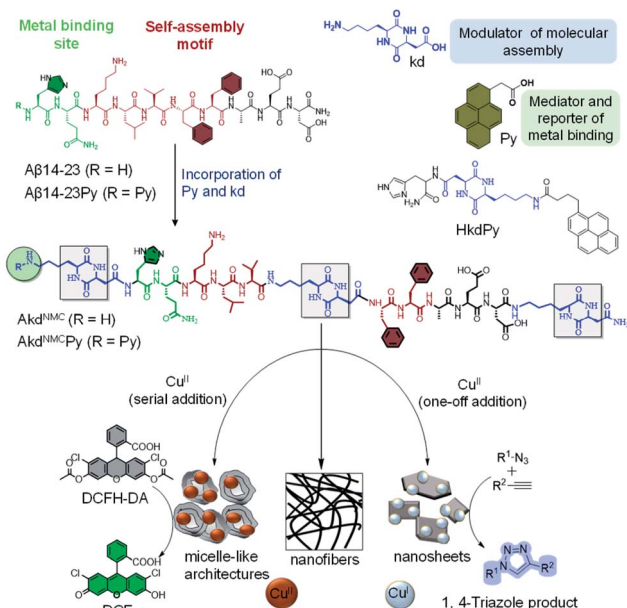 Metal binding
site
Self-assembly
motif
kd
Modulator of molecular
assembly
Py
Mediator and
reporter of
metal binding
Aβ14-23 (R = H)
Aβ14-23Py (R = Py)
Incorporation of
Py and kd
HkdPy
Akd^NMC (R = H)
Akd^NMCPy (R = Py)
Cu^II
(serial addition)
Cu^II
(one-off addition)
DCFH-DA
R¹-N₃
+
R²-≡
micelle-like
architectures
nanofibers
nanosheets
Cu^II
Cu^I
1, 4-Triazole product